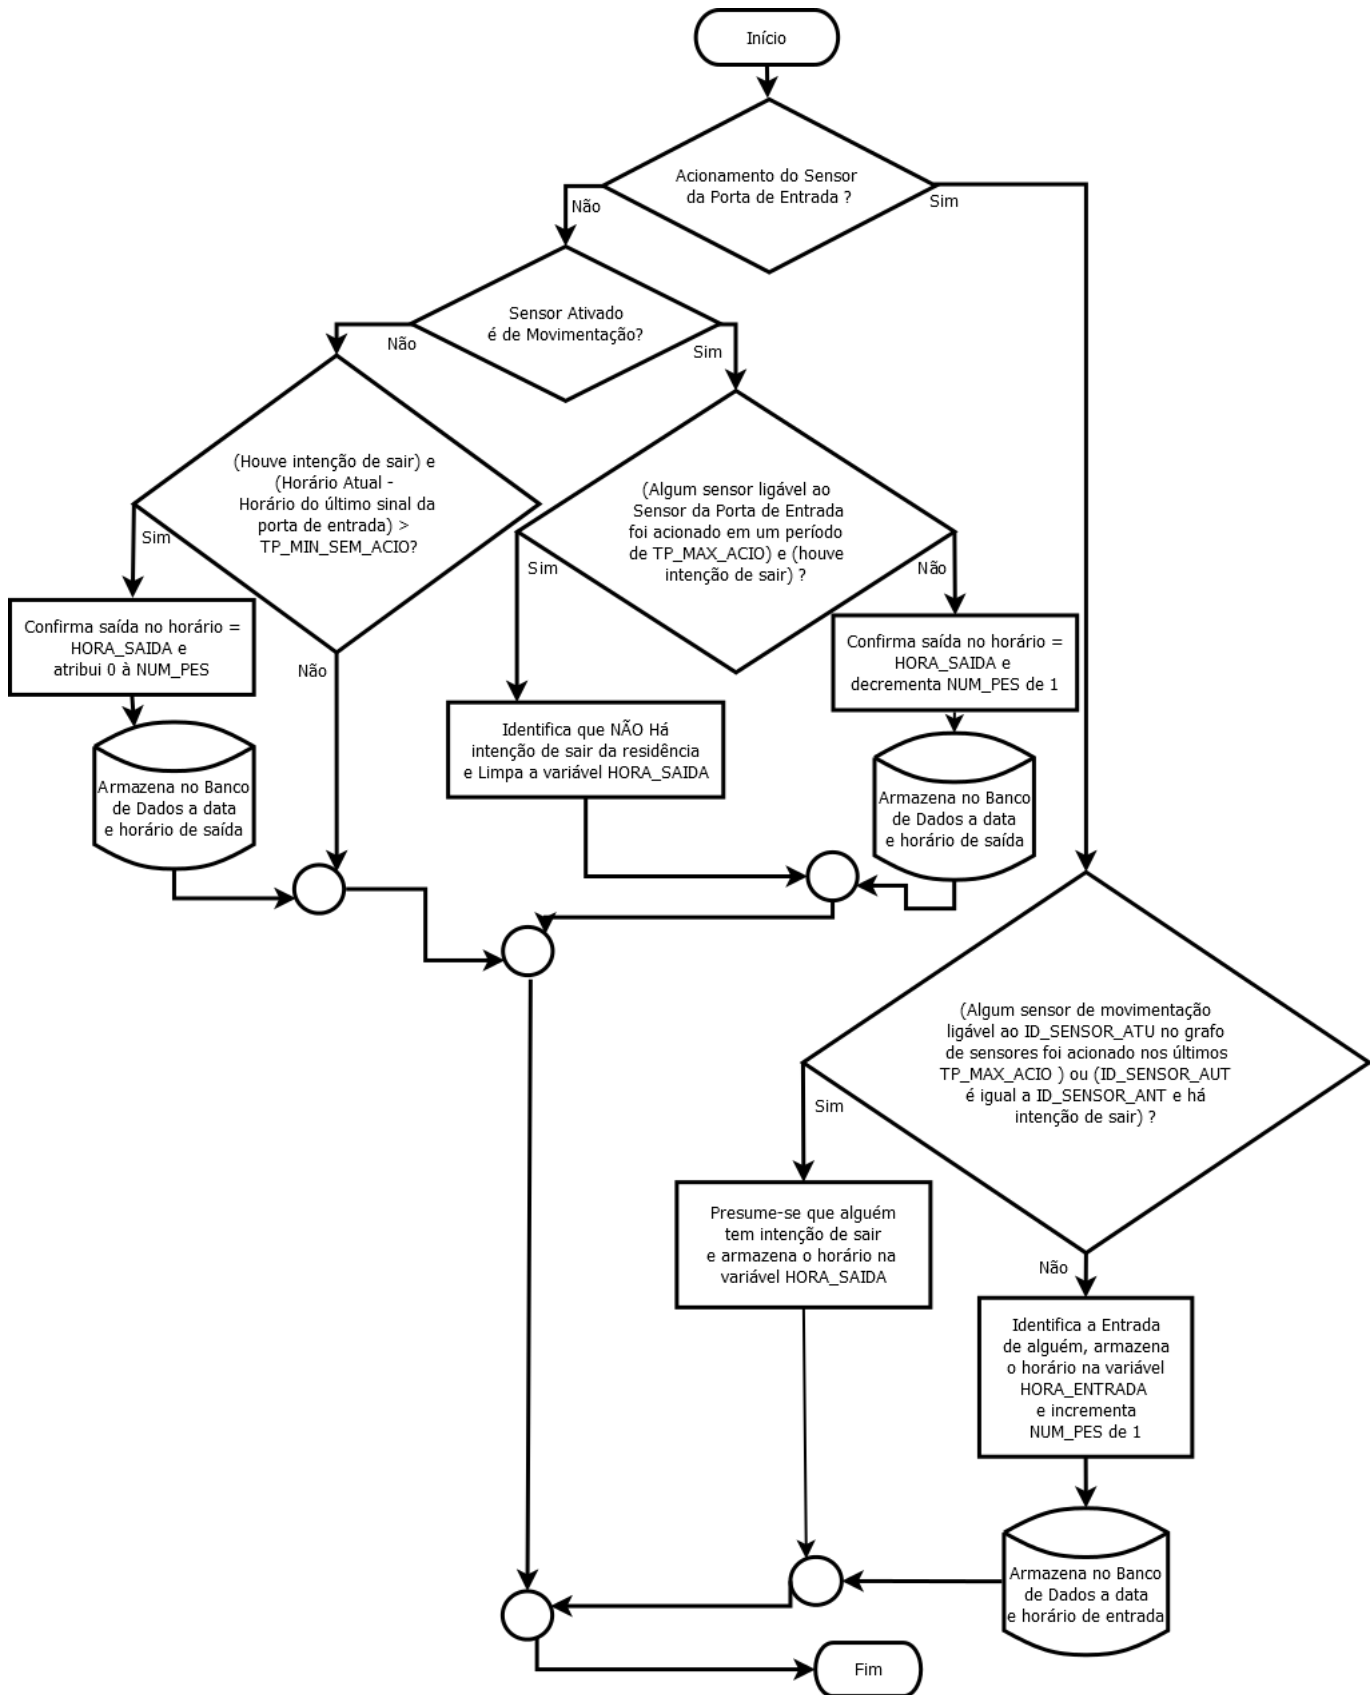 Início
Acionamento do Sensor
da Porta de Entrada ?
Não
Sim
Sensor Ativado
é de Movimentação?
Não
Sim
(Houve intenção de sair) e
(Horário Atual -
Horário do último sinal da
porta de entrada) >
TP_MIN_SEM_ACIO?
Sim
Não
(Algum sensor ligável ao
Sensor da Porta de Entrada
foi acionado em um período
de TP_MAX_ACIO) e (houve
intenção de sair) ?
Sim
Não
Confirma saída no horário =
HORA_SAIDA e
atribui 0 à NUM_PES
Armazena no Banco
de Dados a data
e horário de saída
Identifica que NÃO Há
intenção de sair da residência
e Limpa a variável HORA_SAIDA
Confirma saída no horário =
HORA_SAIDA e
decrementa NUM_PES de 1
Armazena no Banco
de Dados a data
e horário de saída
(Algum sensor de movimentação
ligável ao ID_SENSOR_ATU no grafo
de sensores foi acionado nos últimos
TP_MAX_ACIO ) ou (ID_SENSOR_AUT
é igual a ID_SENSOR_ANT e há
intenção de sair) ?
Sim
Não
Presume-se que alguém
tem intenção de sair
e armazena o horário na
variável HORA_SAIDA
Identifica a Entrada
de alguém, armazena
o horário na variável
HORA_ENTRADA
e incrementa
NUM_PES de 1
Armazena no Banco
de Dados a data
e horário de entrada
Fim